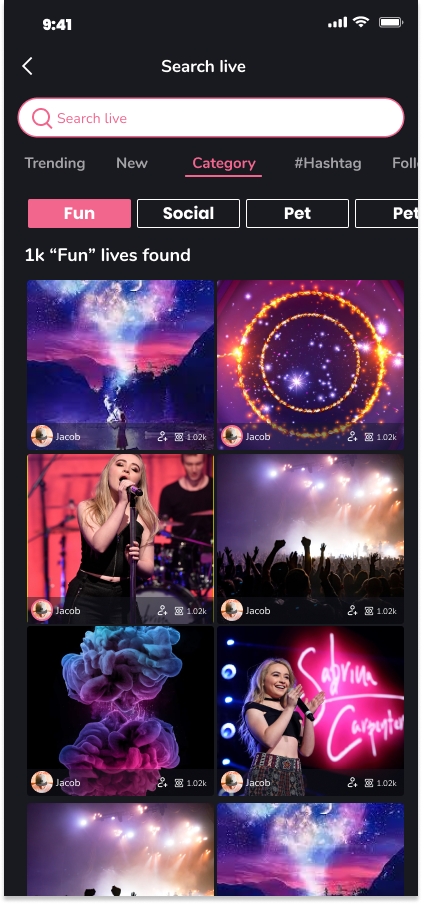 9:41
Search live
Search live
Trending New Category #Hashtag Foll
Fun Social Pet Pet
1k “Fun” lives found
Jacob 1.02k Jacob 1.02k
Jacob 1.02k Jacob 1.02k
Sabrina
Carpenter
Jacob 1.02k Jacob 1.02k